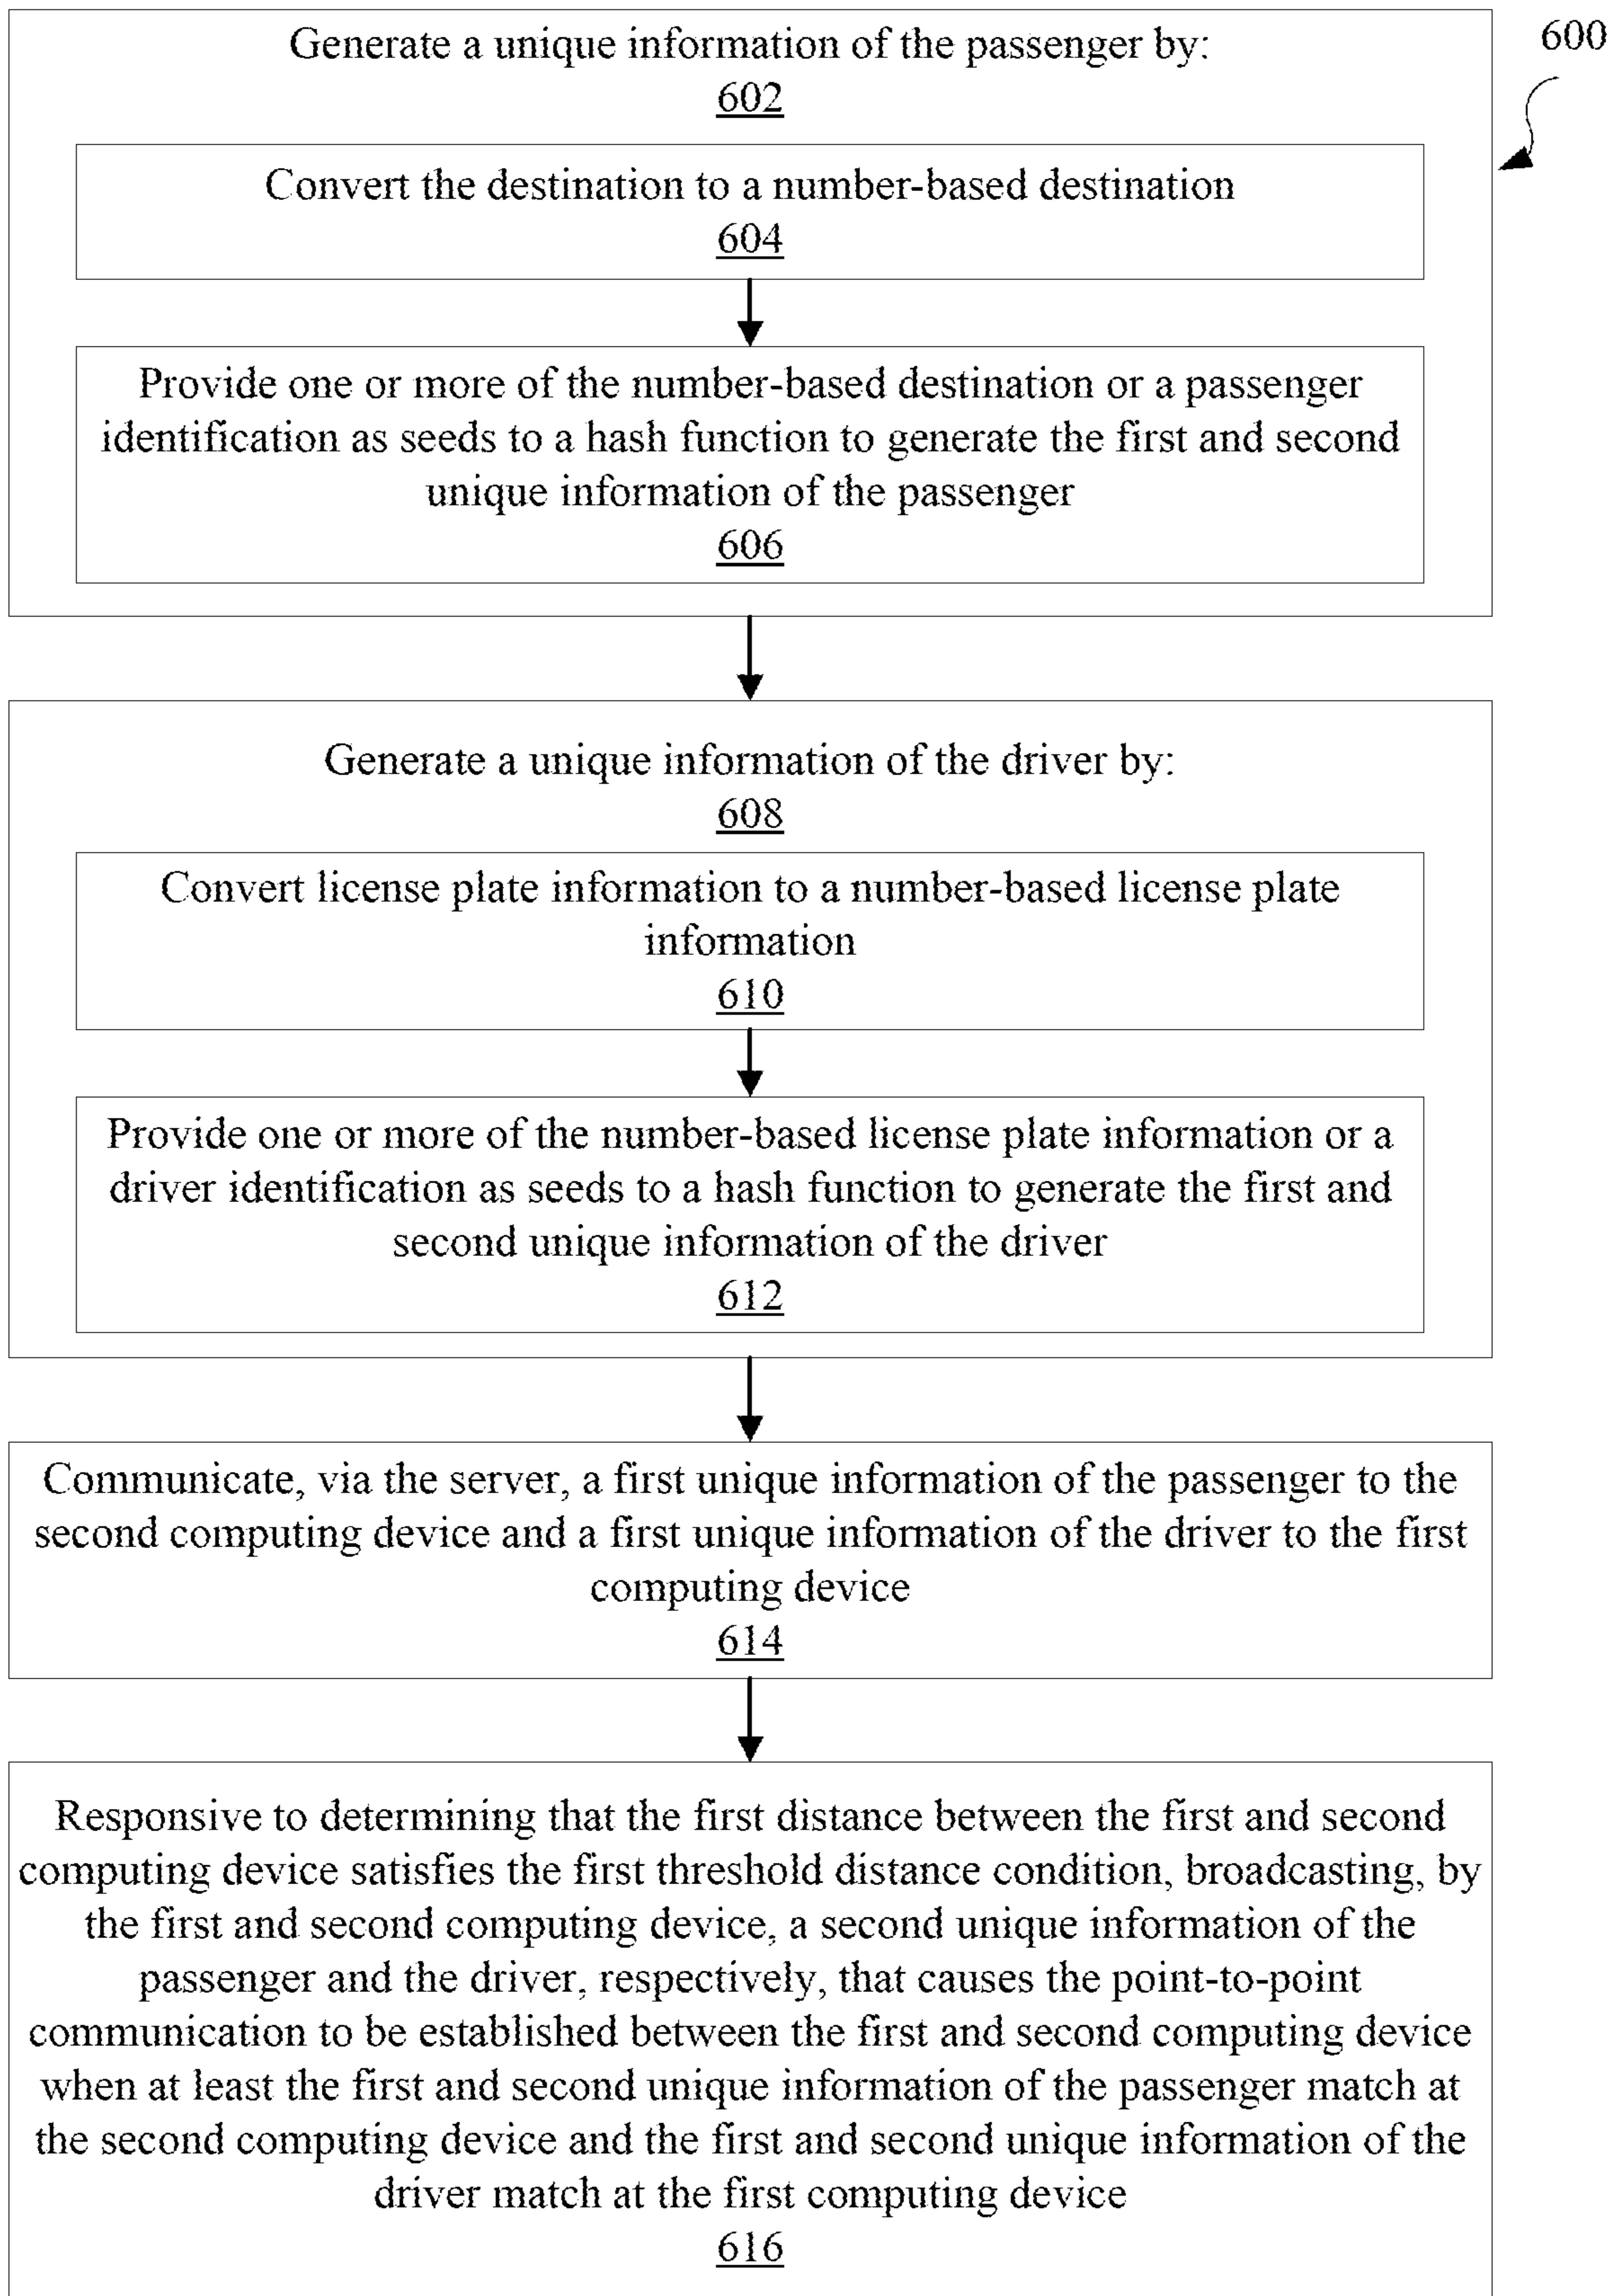 600
Generate a unique information of the passenger by:
602
Convert the destination to a number-based destination
604
Provide one or more of the number-based destination or a passenger
identification as seeds to a hash function to generate the first and second
unique information of the passenger
606
Generate a unique information of the driver by:
608
Convert license plate information to a number-based license plate
information
610
Provide one or more of the number-based license plate information or a
driver identification as seeds to a hash function to generate the first and
second unique information of the driver
612
Communicate, via the server, a first unique information of the passenger to the
second computing device and a first unique information of the driver to the first
computing device
614
Responsive to determining that the first distance between the first and second
computing device satisfies the first threshold distance condition, broadcasting, by
the first and second computing device, a second unique information of the
passenger and the driver, respectively, that causes the point-to-point
communication to be established between the first and second computing device
when at least the first and second unique information of the passenger match at
the second computing device and the first and second unique information of the
driver match at the first computing device
616